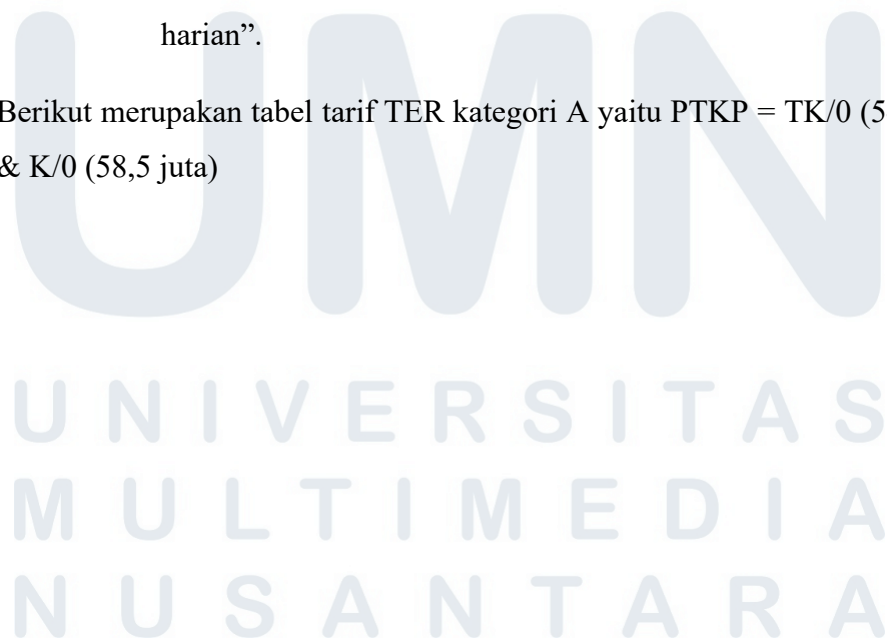 harian”.
Berikut merupakan tabel tarif TER kategori A yaitu PTKP = TK/0 (5
& K/0 (58,5 juta)
UMN
UNIVERSITAS
MULTIMEDIA
NUSANTARA